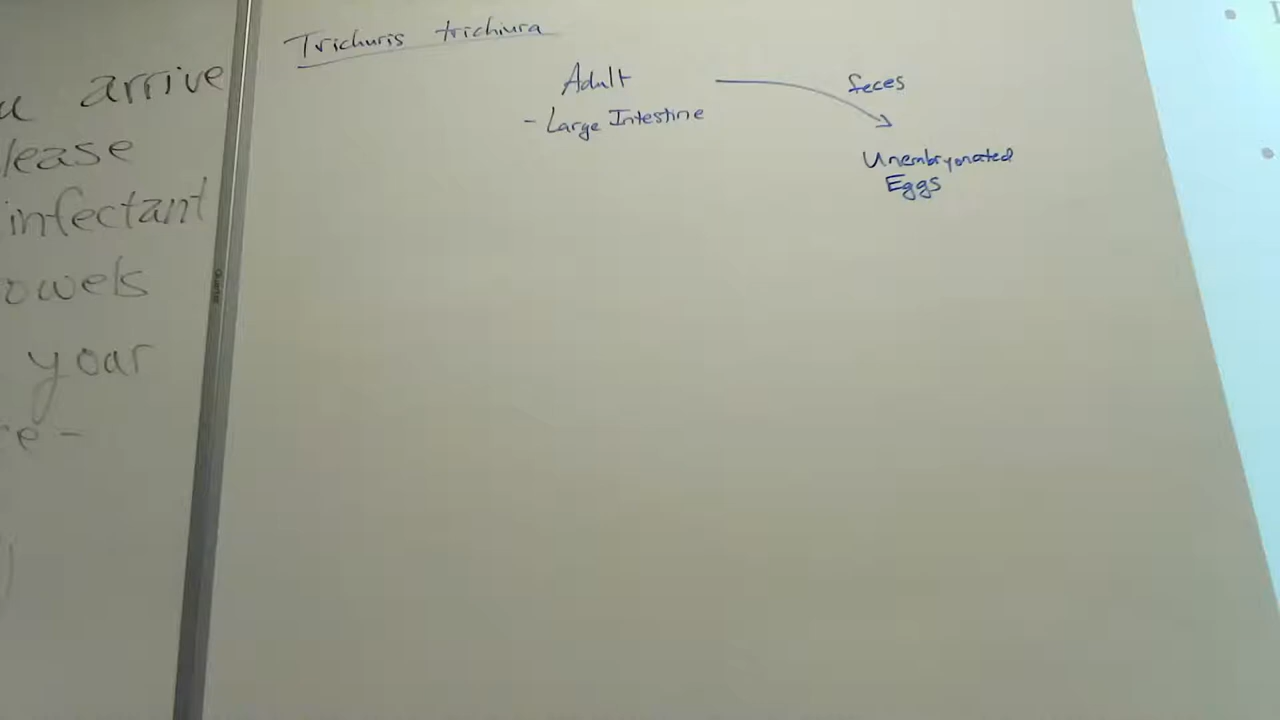 arrive
lease
infectant
owels
your
Trichuris trichiura
Adult
- Large Intestine
feces
Unembryonated
Eggs